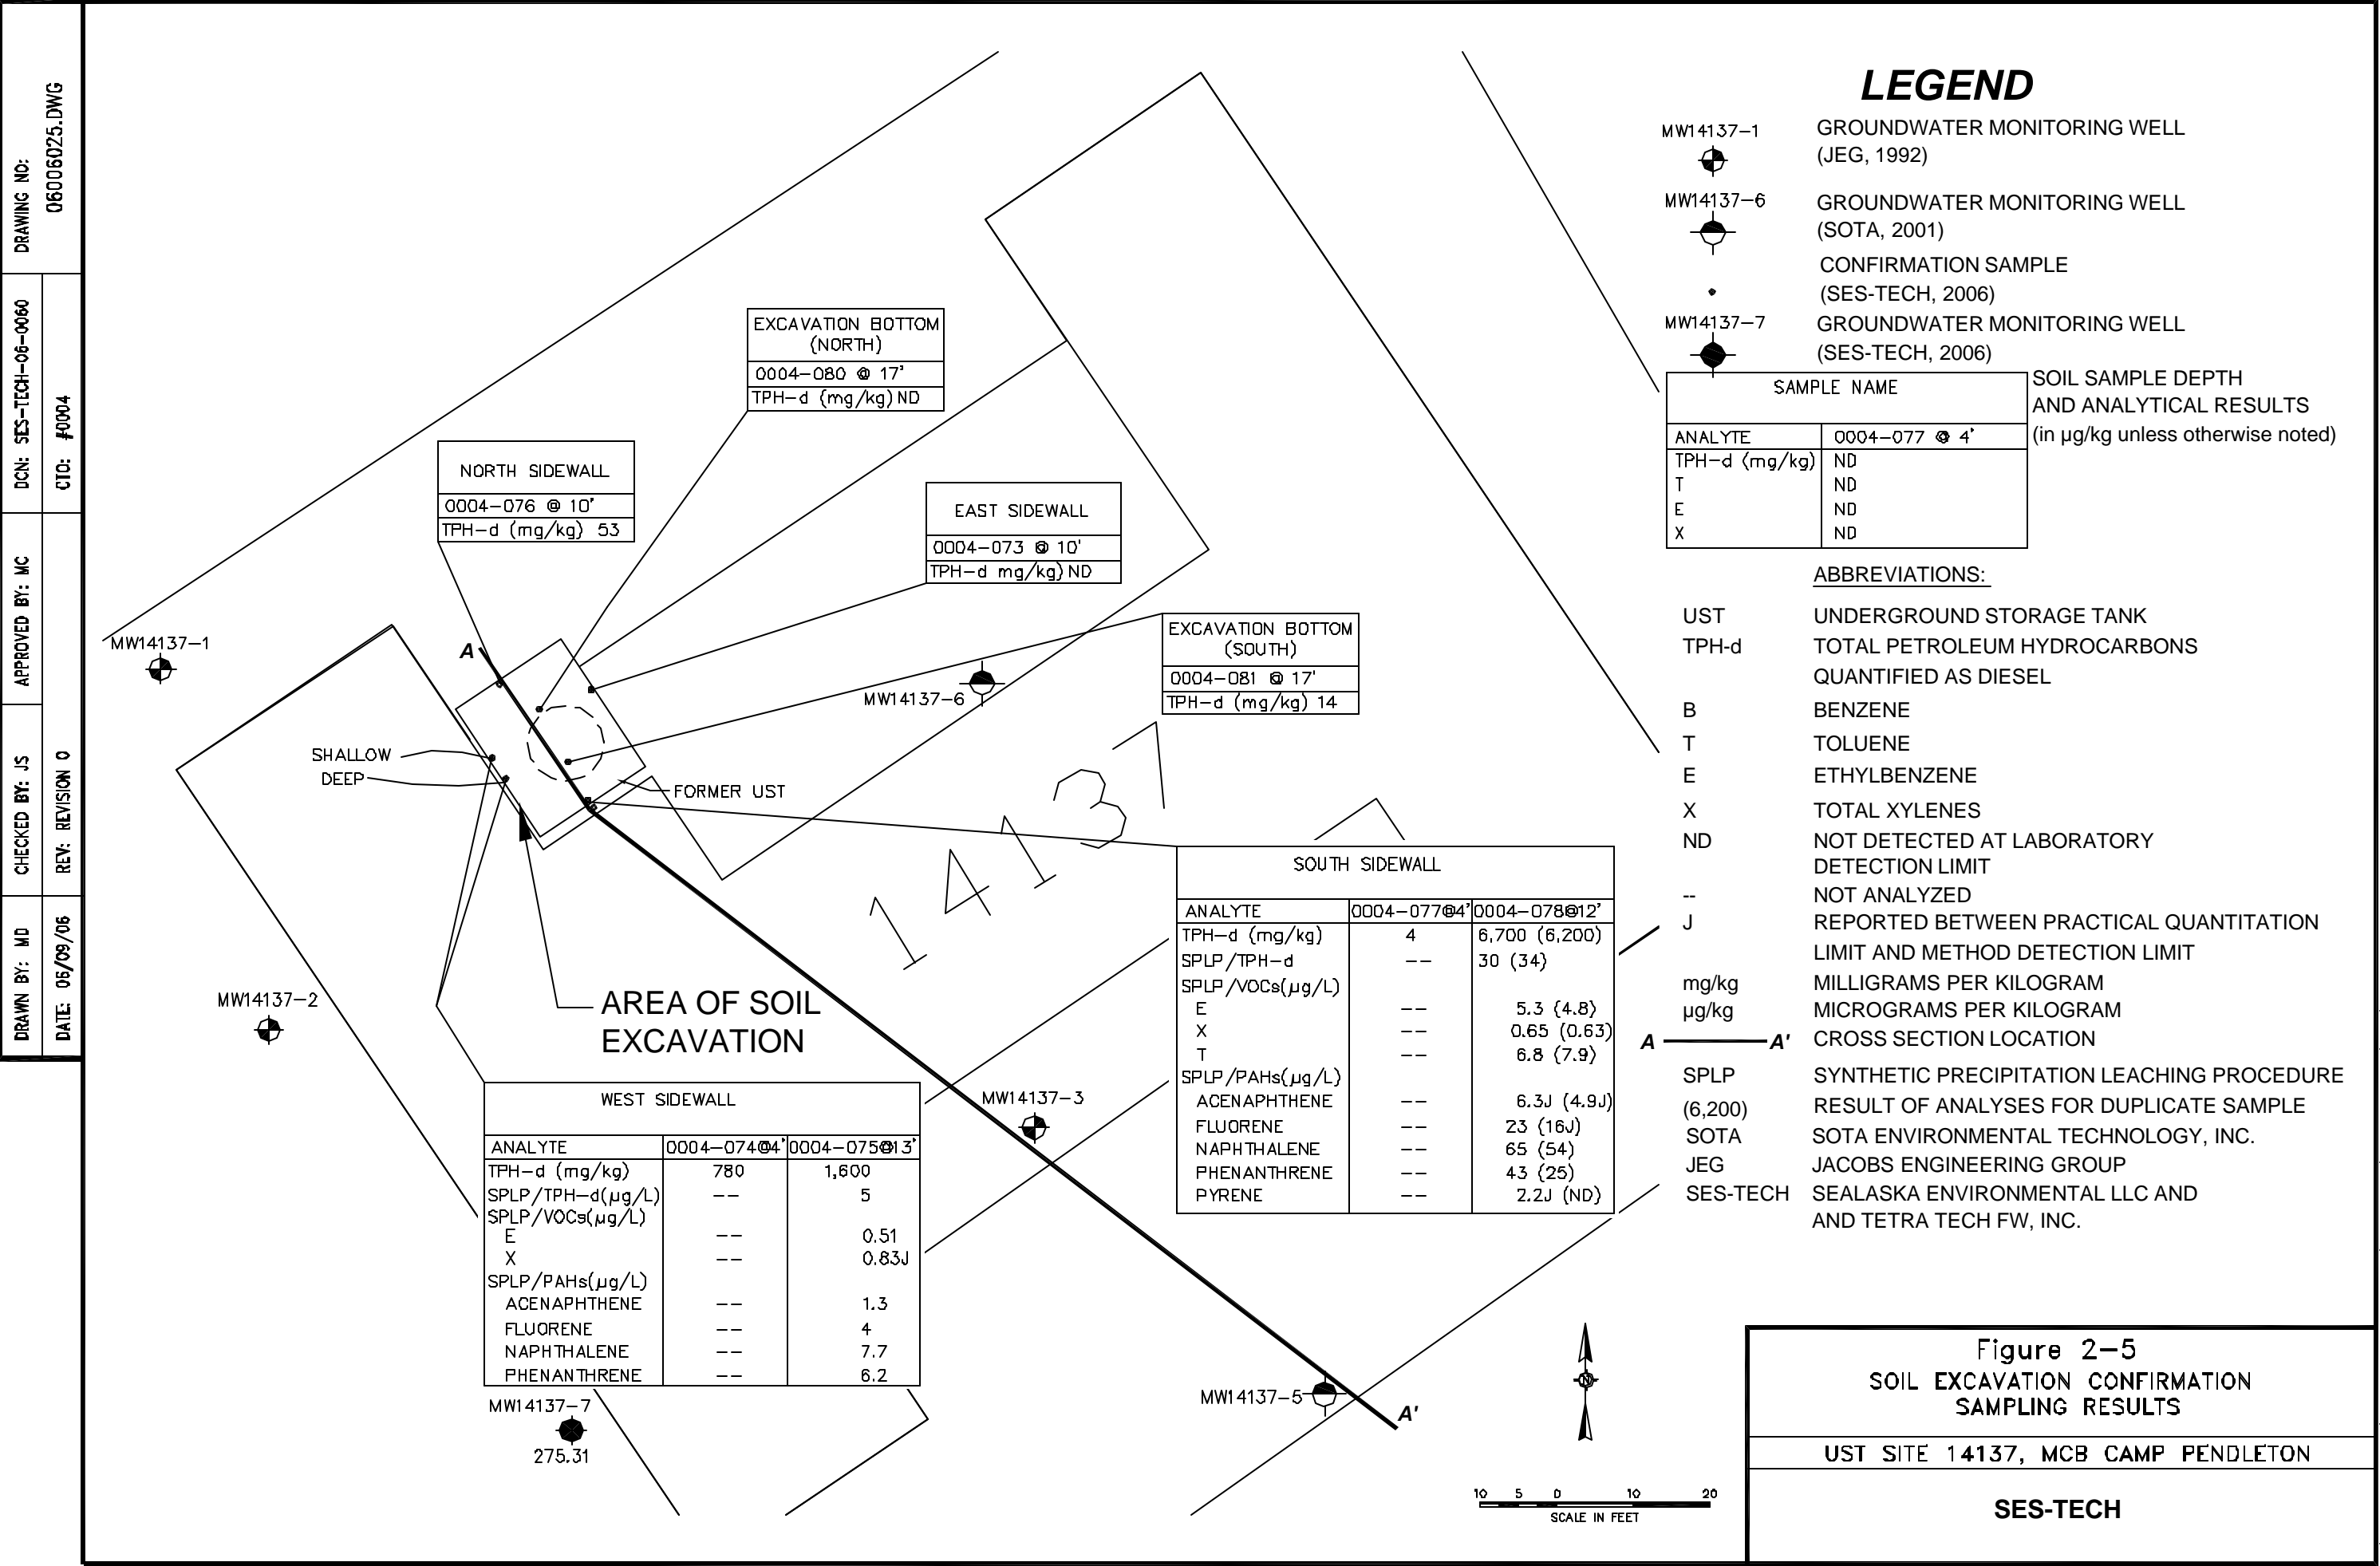 DRAWING NO:
06006025.DWG
DCN: SES-TECH-06-0060
CTO: #0004
APPROVED BY: MC
CHECKED BY: JS
REV: REVISION 0
DRAWN BY: MD
DATE: 06/09/06
EXCAVATION BOTTOM
(NORTH)
0004-080 @ 17'
TPH-d (mg/kg) ND
NORTH SIDEWALL
0004-076 @ 10'
TPH-d (mg/kg) 53
EAST SIDEWALL
0004-073 @ 10'
TPH-d mg/kg) ND
EXCAVATION BOTTOM
(SOUTH)
0004-081 @ 17'
TPH-d (mg/kg) 14
MW14137-1
A
MW14137-6
SHALLOW
DEEP
FORMER UST
14137
MW14137-2
AREA OF SOIL
EXCAVATION
SOUTH SIDEWALL
ANALYTE 0004-077@4' 0004-078@12'
TPH-d (mg/kg) 4 6,700 (6,200)
SPLP/TPH-d -- 30 (34)
SPLP/VOCs(µg/L)
E -- 5.3 (4.8)
X -- 0.65 (0.63)
T -- 6.8 (7.9)
SPLP/PAHs(µg/L)
ACENAPHTHENE -- 6.3J (4.9J)
FLUORENE -- 23 (16J)
NAPHTHALENE -- 65 (54)
PHENANTHRENE -- 43 (25)
PYRENE -- 2.2J (ND)
MW14137-3
WEST SIDEWALL
ANALYTE 0004-074@4' 0004-075@13'
TPH-d (mg/kg) 780 1,600
SPLP/TPH-d(µg/L) -- 5
SPLP/VOCs(µg/L)
E -- 0.51
X -- 0.83J
SPLP/PAHs(µg/L)
ACENAPHTHENE -- 1.3
FLUORENE -- 4
NAPHTHALENE -- 7.7
PHENANTHRENE -- 6.2
MW14137-7
275.31
MW14137-5
A'
N
10 5 0 10 20
SCALE IN FEET
LEGEND
MW14137-1 GROUNDWATER MONITORING WELL
(JEG, 1992)
MW14137-6 GROUNDWATER MONITORING WELL
(SOTA, 2001)
CONFIRMATION SAMPLE
(SES-TECH, 2006)
MW14137-7 GROUNDWATER MONITORING WELL
(SES-TECH, 2006)
SAMPLE NAME
ANALYTE 0004-077 @ 4'
TPH-d (mg/kg) ND
T ND
E ND
X ND
SOIL SAMPLE DEPTH
AND ANALYTICAL RESULTS
(in µg/kg unless otherwise noted)
ABBREVIATIONS:
UST UNDERGROUND STORAGE TANK
TPH-d TOTAL PETROLEUM HYDROCARBONS
QUANTIFIED AS DIESEL
B BENZENE
T TOLUENE
E ETHYLBENZENE
X TOTAL XYLENES
ND NOT DETECTED AT LABORATORY
DETECTION LIMIT
-- NOT ANALYZED
J REPORTED BETWEEN PRACTICAL QUANTITATION
LIMIT AND METHOD DETECTION LIMIT
mg/kg MILLIGRAMS PER KILOGRAM
µg/kg MICROGRAMS PER KILOGRAM
A A' CROSS SECTION LOCATION
SPLP SYNTHETIC PRECIPITATION LEACHING PROCEDURE
(6,200) RESULT OF ANALYSES FOR DUPLICATE SAMPLE
SOTA SOTA ENVIRONMENTAL TECHNOLOGY, INC.
JEG JACOBS ENGINEERING GROUP
SES-TECH SEALASKA ENVIRONMENTAL LLC AND
AND TETRA TECH FW, INC.
Figure 2-5
SOIL EXCAVATION CONFIRMATION
SAMPLING RESULTS
UST SITE 14137, MCB CAMP PENDLETON
SES-TECH